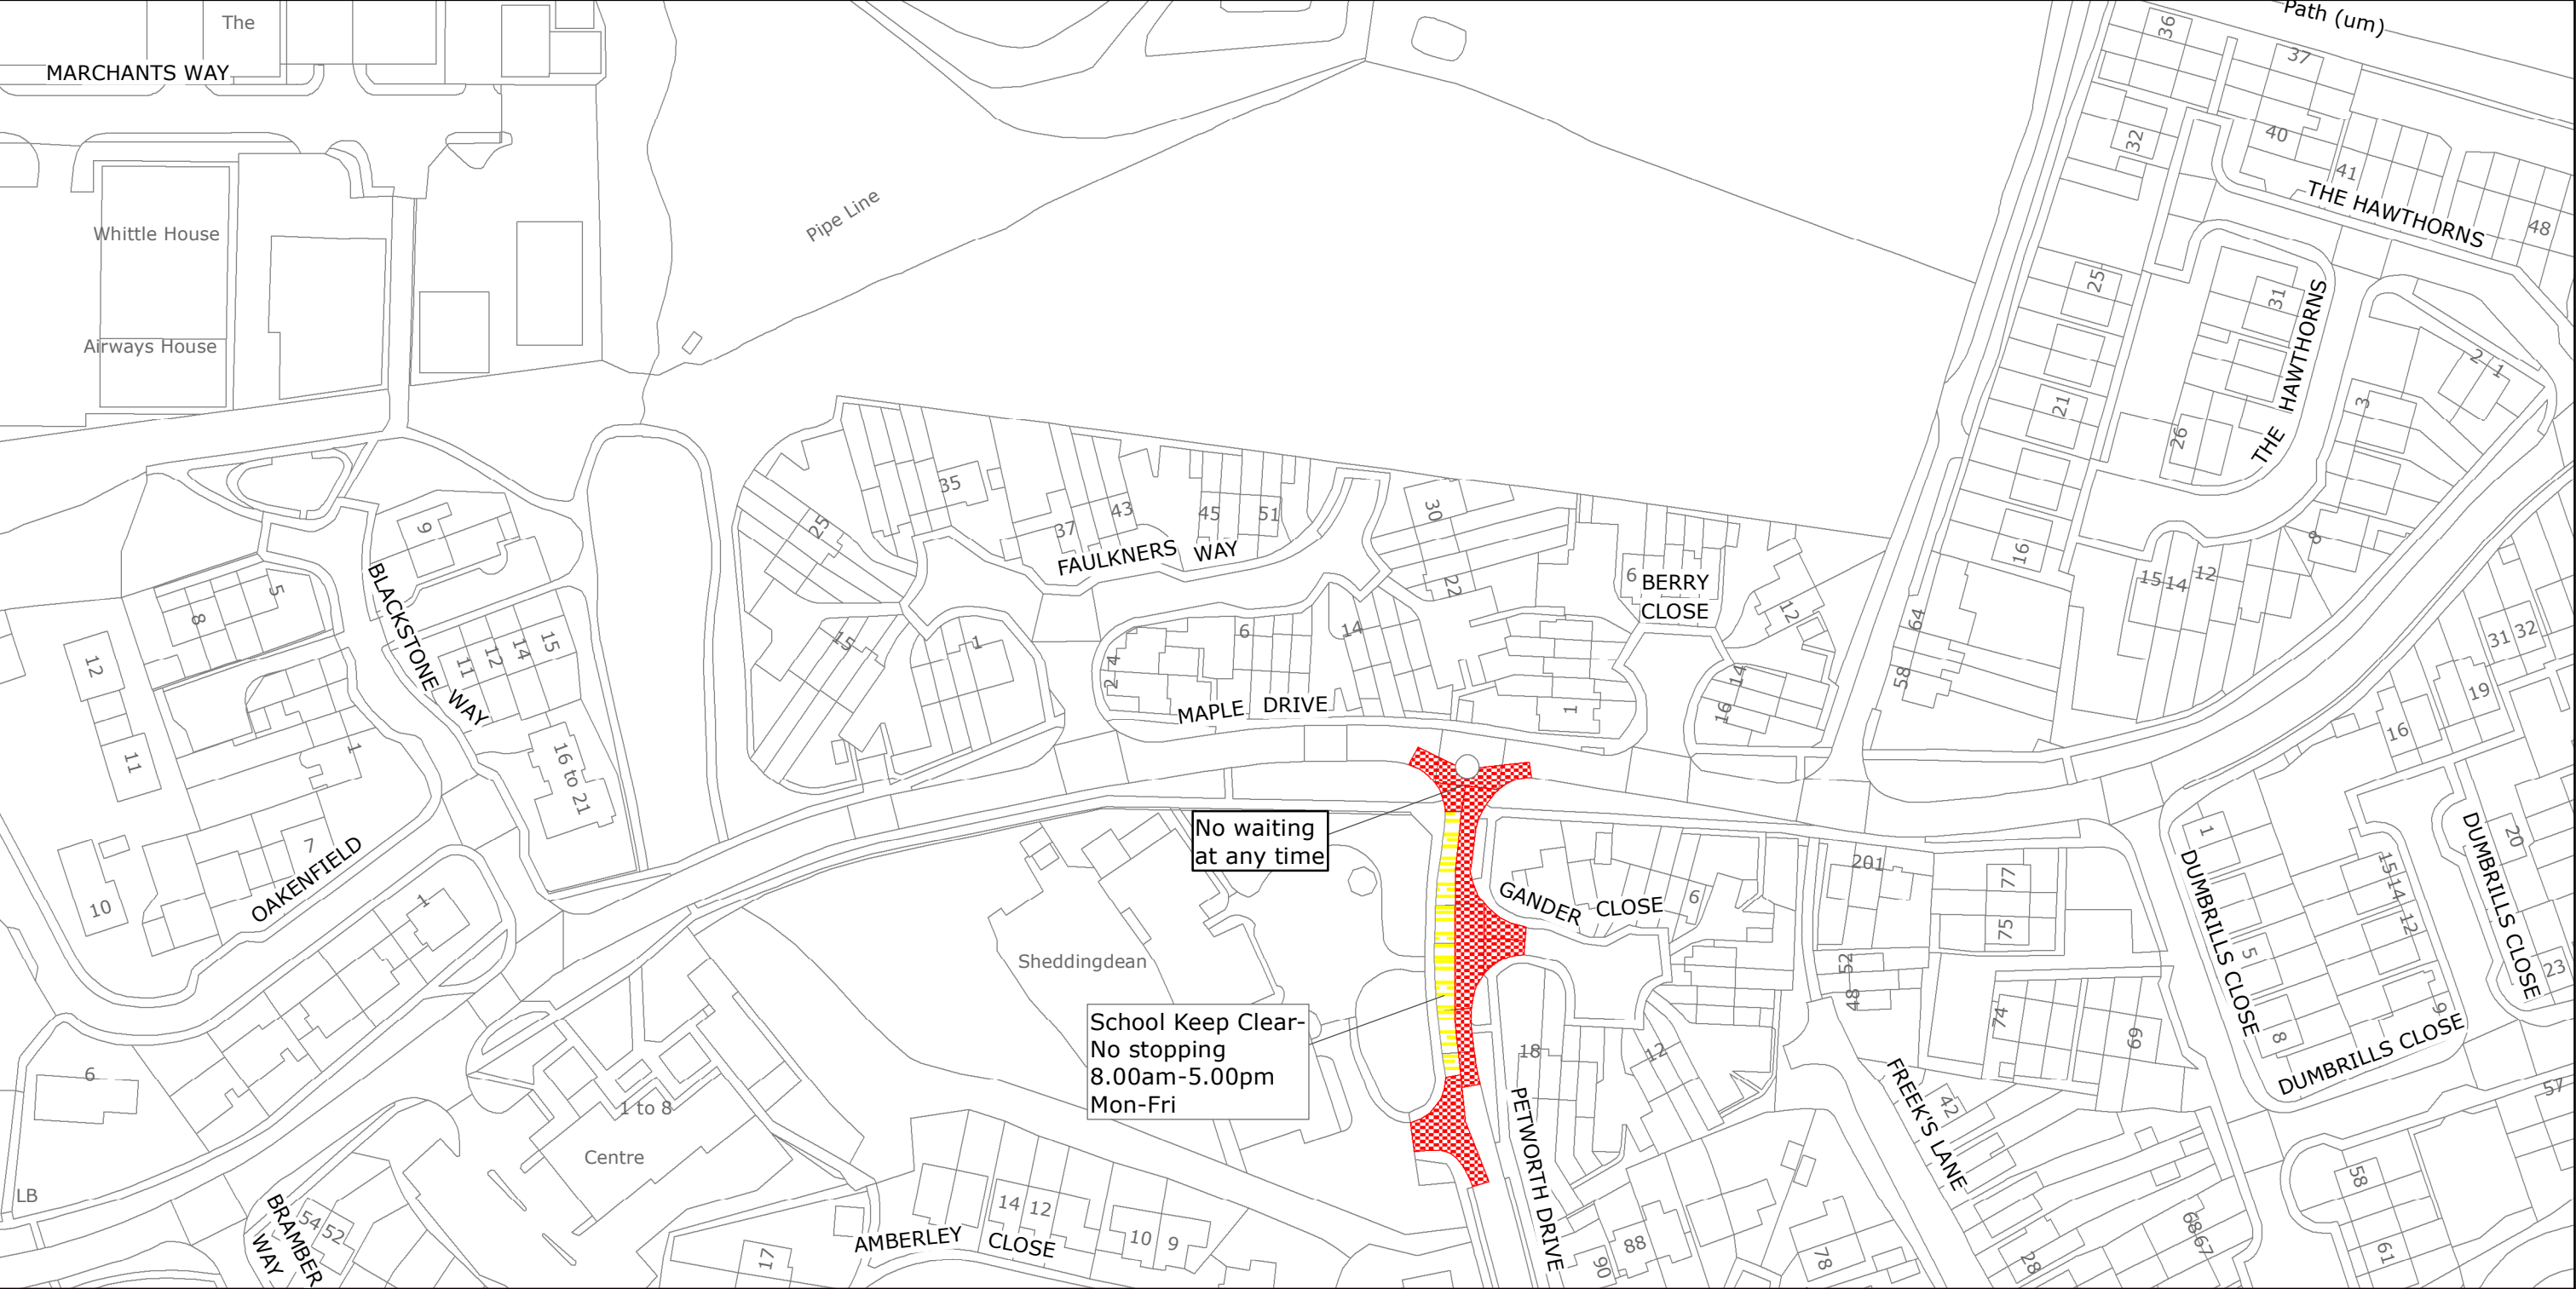 The
MARCHANTS WAY
Path (um)
36
37
32
40
41
THE HAWTHORNS
48
Whittle House
Pipe Line
Airways House
25
31
THE HAWTHORNS
2
1
21
3
26
35
25
37
43
45
51
FAULKNERS WAY
30
22
6
BERRY
CLOSE
12
16
8
15
14
12
64
58
31
32
19
16
9
5
8
BLACKSTONE WAY
12
11
12
14
15
11
1
16 to 21
15
1
2
4
6
14
MAPLE DRIVE
1
14
16
No waiting
at any time
7
OAKENFIELD
10
1
GANDER CLOSE
6
201
77
75
52
48
74
69
1
DUMBRILLS CLOSE
5
8
15
14
12
9
DUMBRILLS CLOSE
20
DUMBRILLS CLOSE
23
Sheddingdean
School Keep Clear-
No stopping
8.00am-5.00pm
Mon-Fri
18
12
PETWORTH DRIVE
FREEK'S LANE
42
57
6
1 to 8
Centre
LB
BRAMBER
WAY
54
52
14
12
10
9
AMBERLEY CLOSE
17
88
90
78
28
68
67
58
61